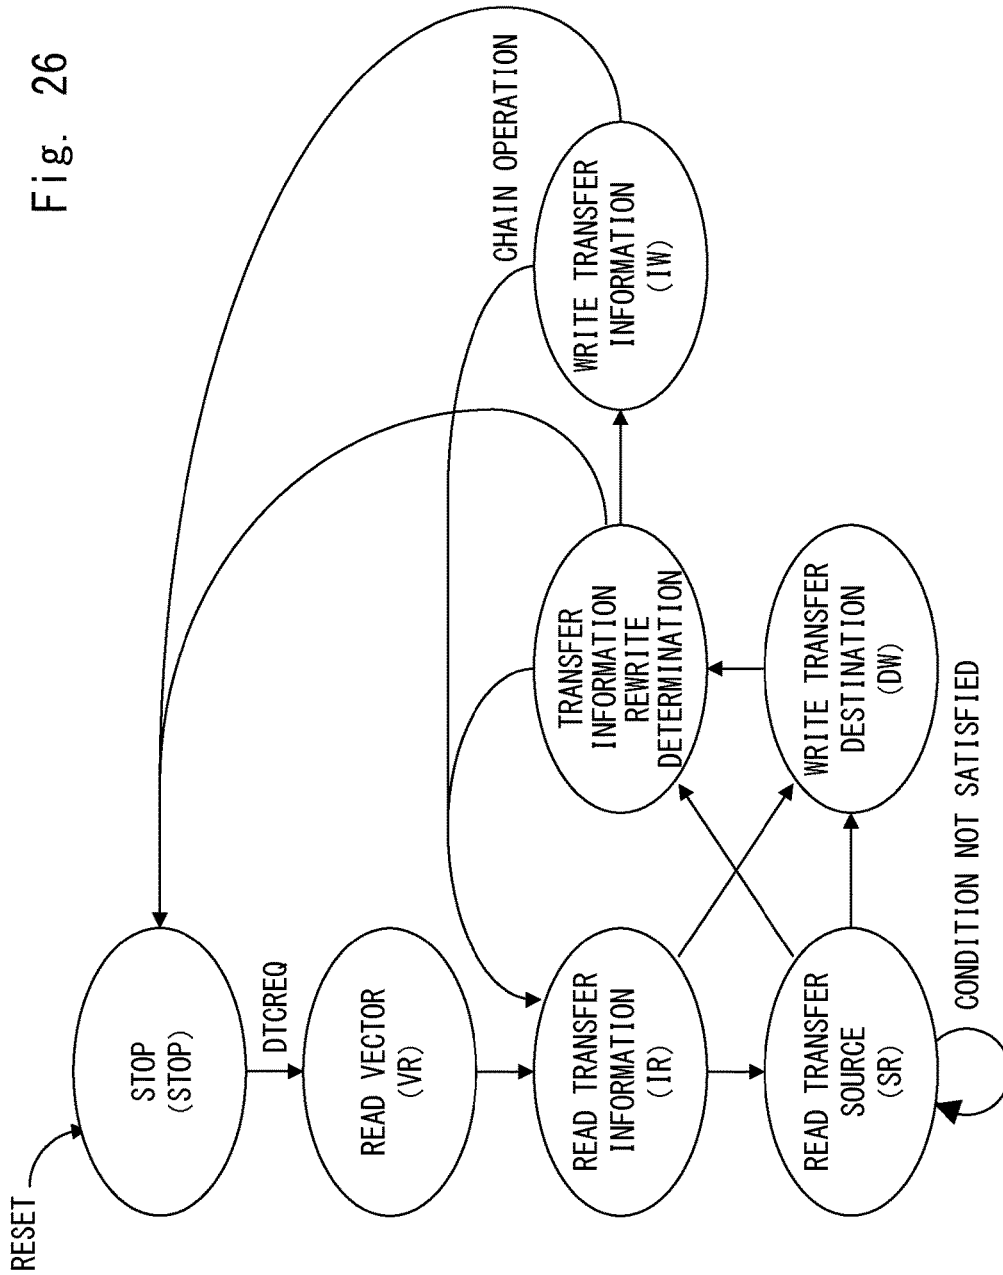 Fig. 26
RESET
STOP
(STOP)
DTCREQ
READ VECTOR
(VR)
READ TRANSFER
INFORMATION
(IR)
READ TRANSFER
SOURCE
(SR)
CONDITION NOT SATISFIED
TRANSFER
INFORMATION
REWRITE
DETERMINATION
WRITE TRANSFER
DESTINATION
(DW)
CHAIN OPERATION
WRITE TRANSFER
INFORMATION
(IW)